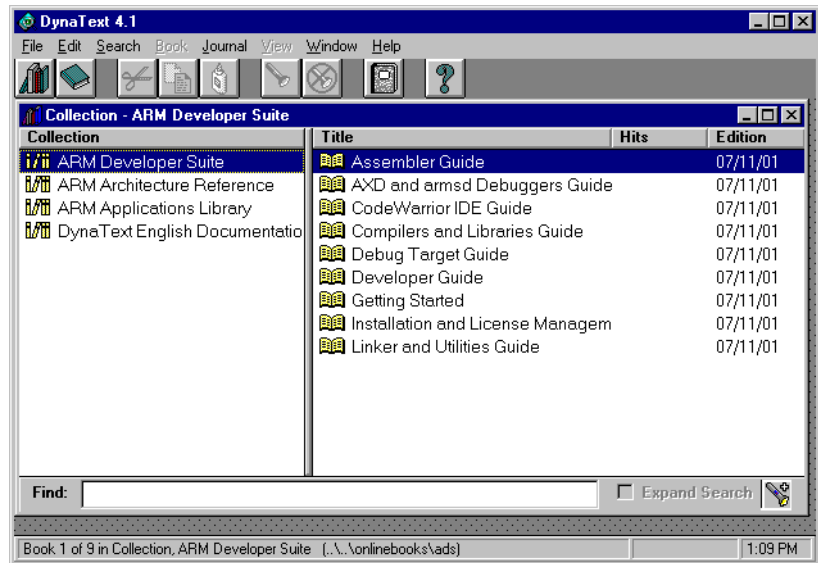 DynaText 4.1
File Edit Search Book Journal View Window Help
Collection - ARM Developer Suite
Collection Title Hits Edition
ARM Developer Suite Assembler Guide 07/11/01
ARM Architecture Reference AXD and armsd Debuggers Guide 07/11/01
ARM Applications Library CodeWarrior IDE Guide 07/11/01
DynaText English Documentatio Compilers and Libraries Guide 07/11/01
Debug Target Guide 07/11/01
Developer Guide 07/11/01
Getting Started 07/11/01
Installation and License Managem 07/11/01
Linker and Utilities Guide 07/11/01
Find: Expand Search
Book 1 of 9 in Collection, ARM Developer Suite (..\..\onlinebooks\ads) 1:09 PM